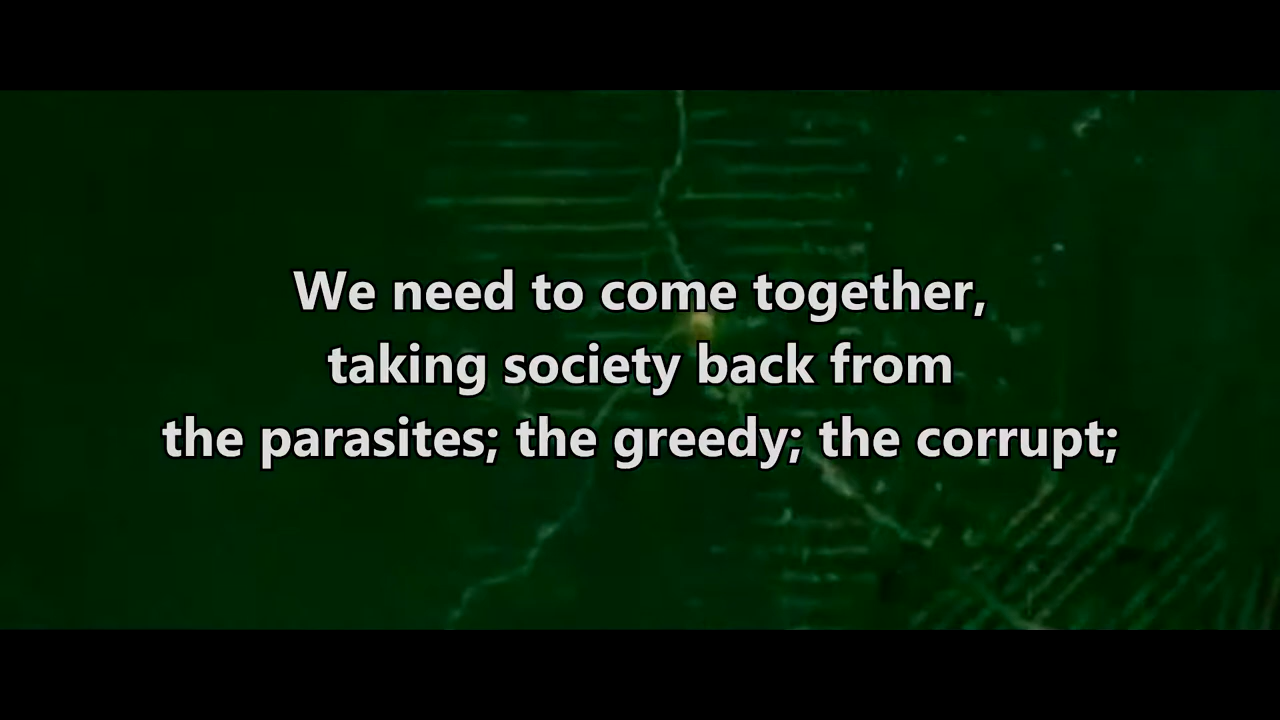 We need to come together,
taking society back from
the parasites; the greedy; the corrupt;